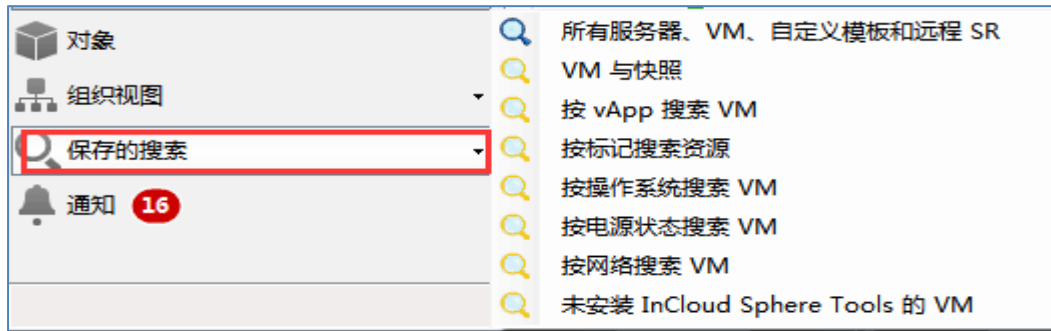 对象
组织视图
保存的搜索
通知 16
所有服务器、VM、自定义模板和远程 SR
VM 与快照
按 vApp 搜索 VM
按标记搜索资源
按操作系统搜索 VM
按电源状态搜索 VM
按网络搜索 VM
未安装 InCloud Sphere Tools 的 VM